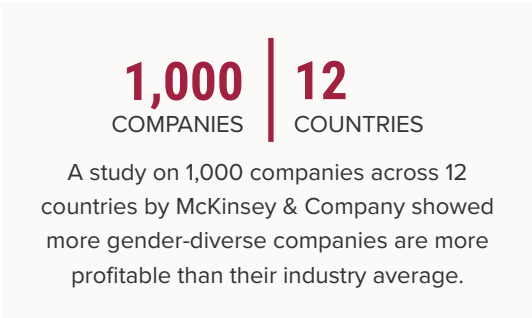 1,000
COMPANIES
12
COUNTRIES
A study on 1,000 companies across 12
countries by McKinsey & Company showed
more gender-diverse companies are more
profitable than their industry average.